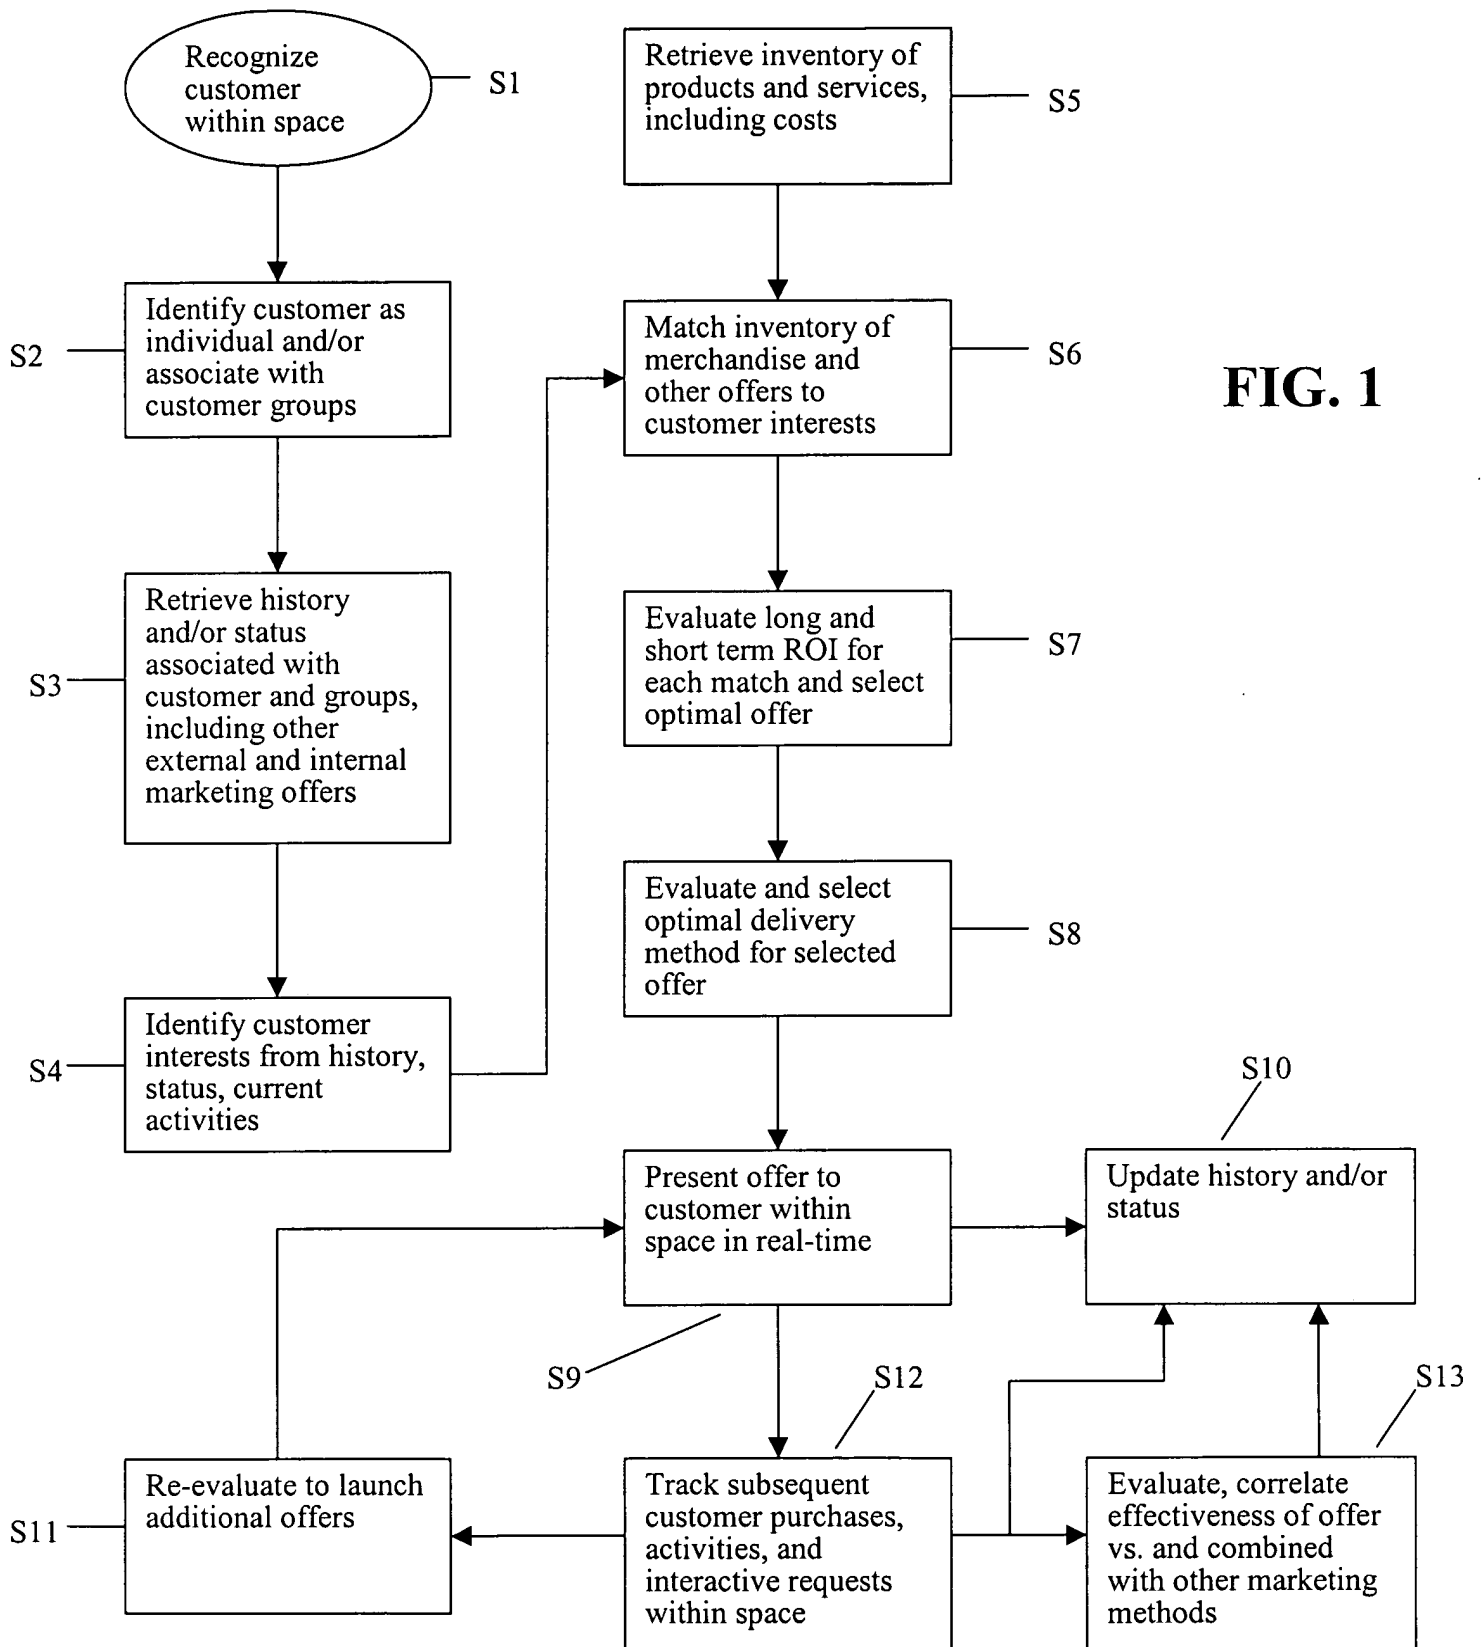 Recognize
customer
within space
S1
Retrieve inventory of
products and services,
including costs
S5
Identify customer as
individual and/or
associate with
customer groups
S2
Match inventory of
merchandise and
other offers to
customer interests
S6
FIG. 1
Retrieve history
and/or status
associated with
customer and groups,
including other
external and internal
marketing offers
S3
Evaluate long and
short term ROI for
each match and select
optimal offer
S7
Evaluate and select
optimal delivery
method for selected
offer
S8
Identify customer
interests from history,
status, current
activities
S4
S10
Present offer to
customer within
space in real-time
Update history and/or
status
S9
S12
S13
Re-evaluate to launch
additional offers
S11
Track subsequent
customer purchases,
activities, and
interactive requests
within space
Evaluate, correlate
effectiveness of offer
vs. and combined
with other marketing
methods